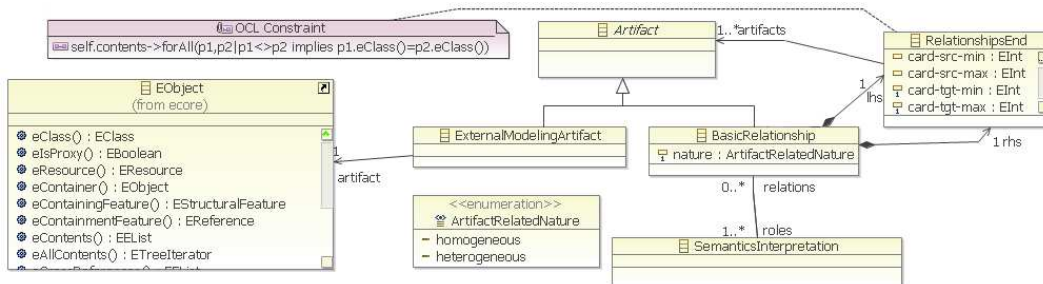 OCL Constraint
self.contents->forAll(p1,p2|p1<>p2 implies p1.eClass()=p2.eClass())
Artifact
1..*artifacts
RelationshipsEnd
card-src-min : EInt
card-src-max : EInt
card-tgt-min : EInt
card-tgt-max : EInt
EObject
(from ecore)
eClass() : EClass
eIsProxy() : EBoolean
eResource() : EResource
eContainer() : EObject
eContainingFeature() : EStructuralFeature
eContainmentFeature() : EReference
eContents() : EEList
eAllContents() : ETreeIterator
1
artifact
ExternalModelingArtifact
BasicRelationship
nature : ArtifactRelatedNature
1
lhs
1 rhs
0..* relations
1..* roles
<<enumeration>>
ArtifactRelatedNature
homogeneous
heterogeneous
SemanticsInterpretation